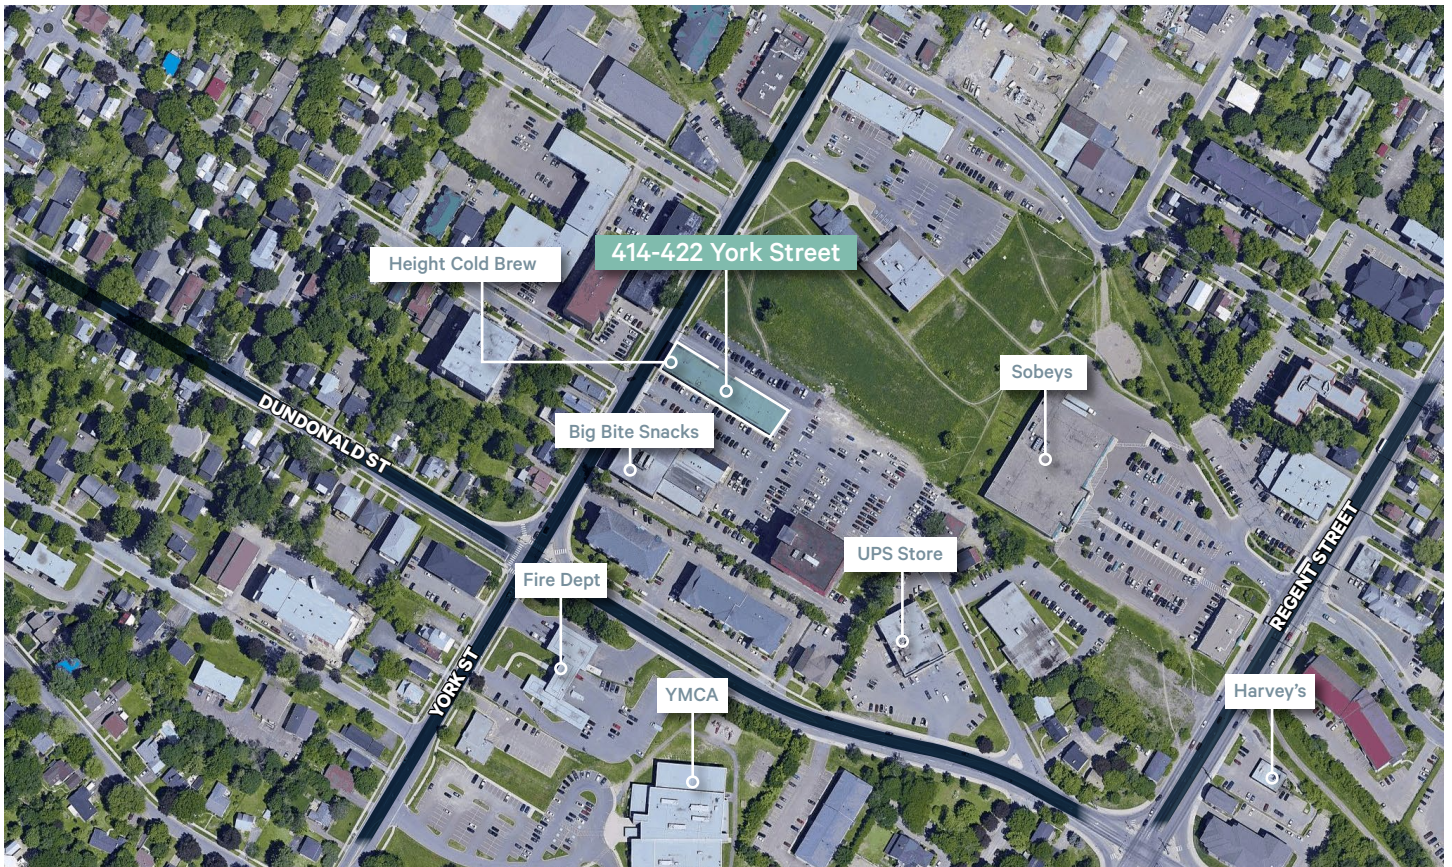 Height Cold Brew
414-422 York Street
Sobeys
DUNDONALD ST
Big Bite Snacks
UPS Store
REGENT STREET
Fire Dept
YORK ST
YMCA
Harvey's